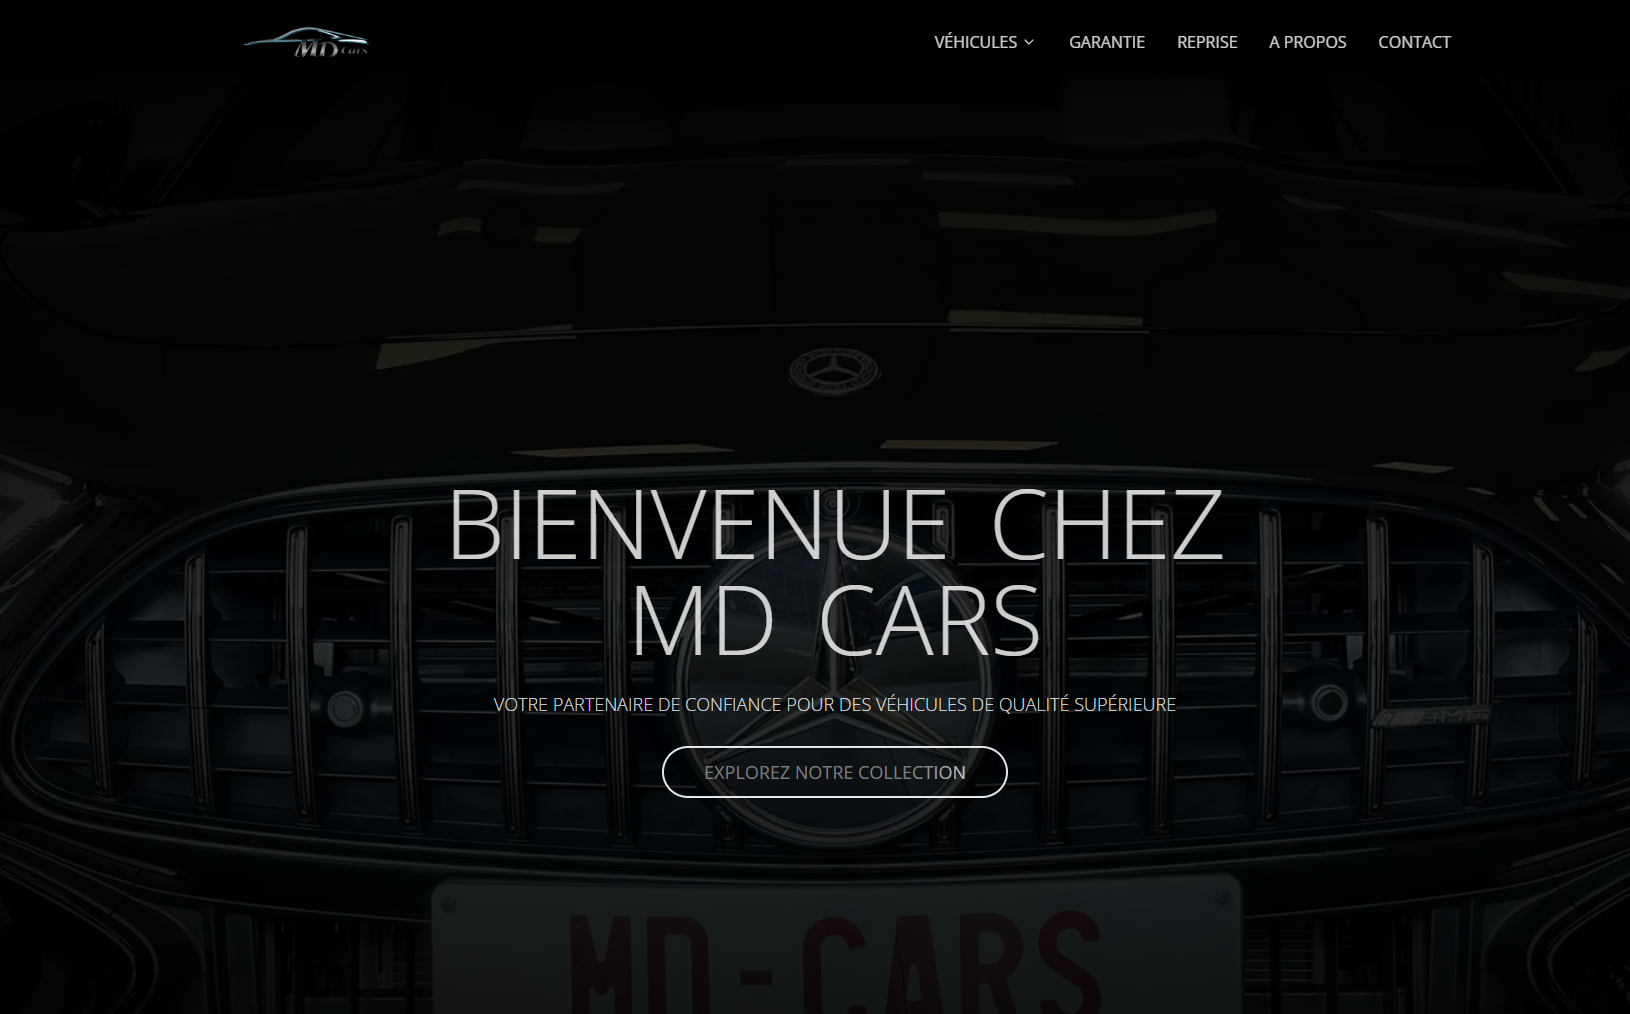 MD Cars
VÉHICULES
GARANTIE
REPRISE
A PROPOS
CONTACT
BIENVENUE CHEZ
MD CARS
VOTRE PARTENAIRE DE CONFIANCE POUR DES VÉHICULES DE QUALITÉ SUPÉRIEURE
EXPLOREZ NOTRE COLLECTION
MD-CARS